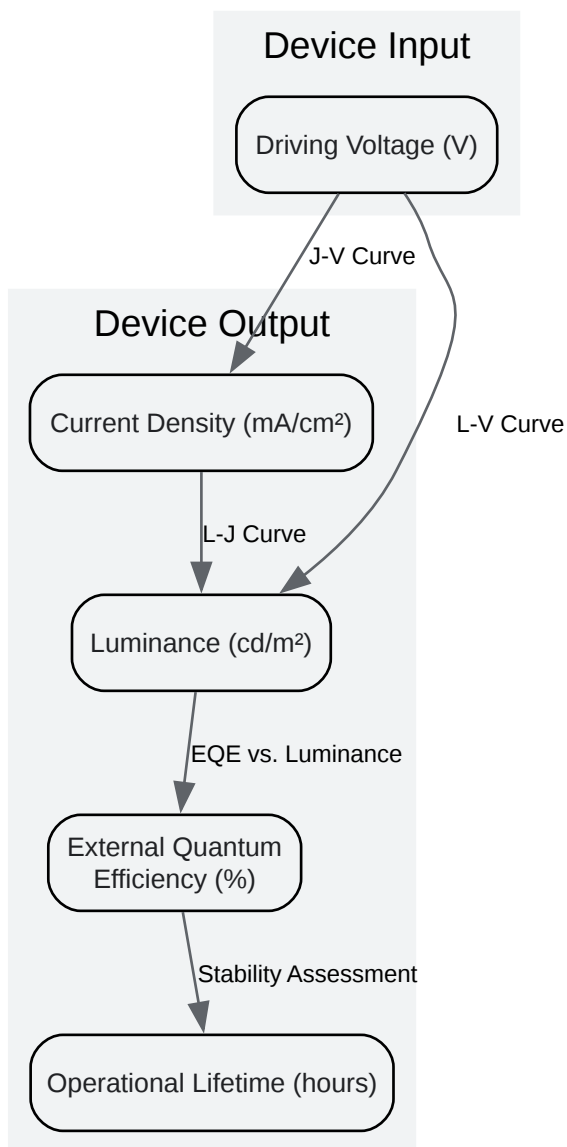 Device Input
Driving Voltage (V)
J-V Curve
Device Output
Current Density (mA/cm²)
L-V Curve
L-J Curve
Luminance (cd/m²)
EQE vs. Luminance
External Quantum
Efficiency (%)
Stability Assessment
Operational Lifetime (hours)